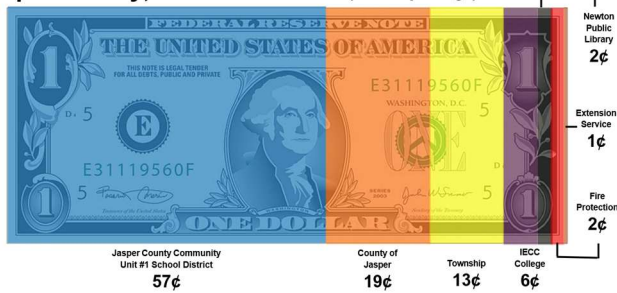 Newton
Public
Library
2¢
FEDERAL RESERVE NOTE
THE UNITED STATES OF AMERICA
THIS NOTE IS LEGAL TENDER
FOR ALL DEBTS, PUBLIC AND PRIVATE
E31119560F
WASHINGTON, D.C.
5
5
E
ONE
E31119560F
5
SERIES
5
ONE DOLLAR
1
1
1
1
Extension
Service
1¢
Fire
Protection
2¢
Jasper County Community
Unit #1 School District
57¢
County of
Jasper
19¢
Township
13¢
IECC
College
6¢